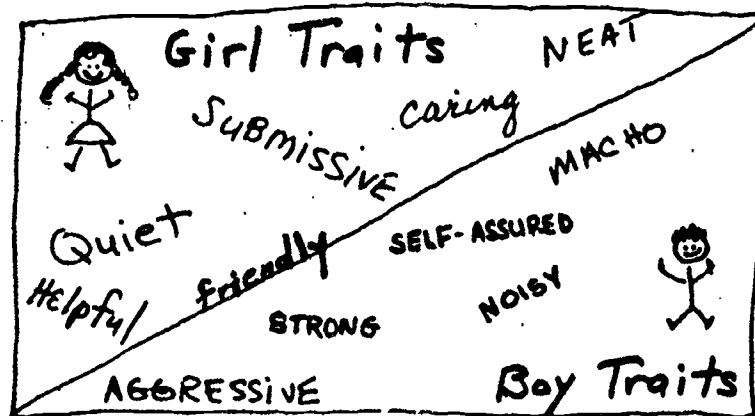 Girl Traits
NEAT
caring
SUBMISSIVE
MACHO
Quiet
friendly
SELF-ASSURED
HElpful
STRONG
NOISY
AGGRESSiVE
Boy Traits